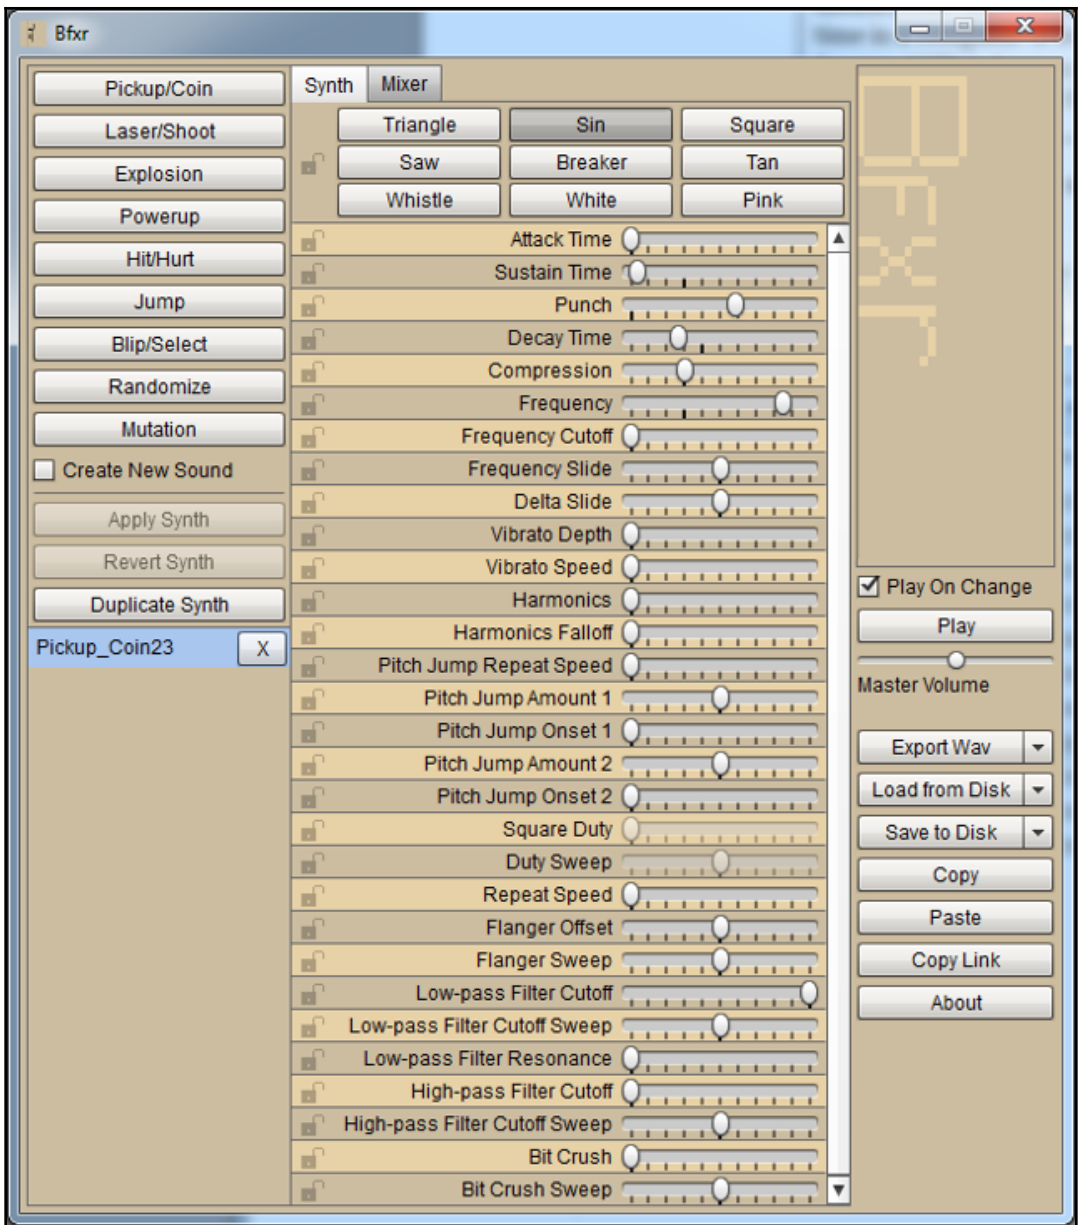 Bfxr
Pickup/Coin
Laser/Shoot
Explosion
Powerup
Hit/Hurt
Jump
Blip/Select
Randomize
Mutation
Create New Sound
Apply Synth
Revert Synth
Duplicate Synth
Pickup_Coin23 X
Synth Mixer
Triangle Sin Square
Saw Breaker Tan
Whistle White Pink
Attack Time
Sustain Time
Punch
Decay Time
Compression
Frequency
Frequency Cutoff
Frequency Slide
Delta Slide
Vibrato Depth
Vibrato Speed
Harmonics
Harmonics Falloff
Pitch Jump Repeat Speed
Pitch Jump Amount 1
Pitch Jump Onset 1
Pitch Jump Amount 2
Pitch Jump Onset 2
Square Duty
Duty Sweep
Repeat Speed
Flanger Offset
Flanger Sweep
Low-pass Filter Cutoff
Low-pass Filter Cutoff Sweep
Low-pass Filter Resonance
High-pass Filter Cutoff
High-pass Filter Cutoff Sweep
Bit Crush
Bit Crush Sweep
Bfxr
Play On Change
Play
Master Volume
Export Wav
Load from Disk
Save to Disk
Copy
Paste
Copy Link
About